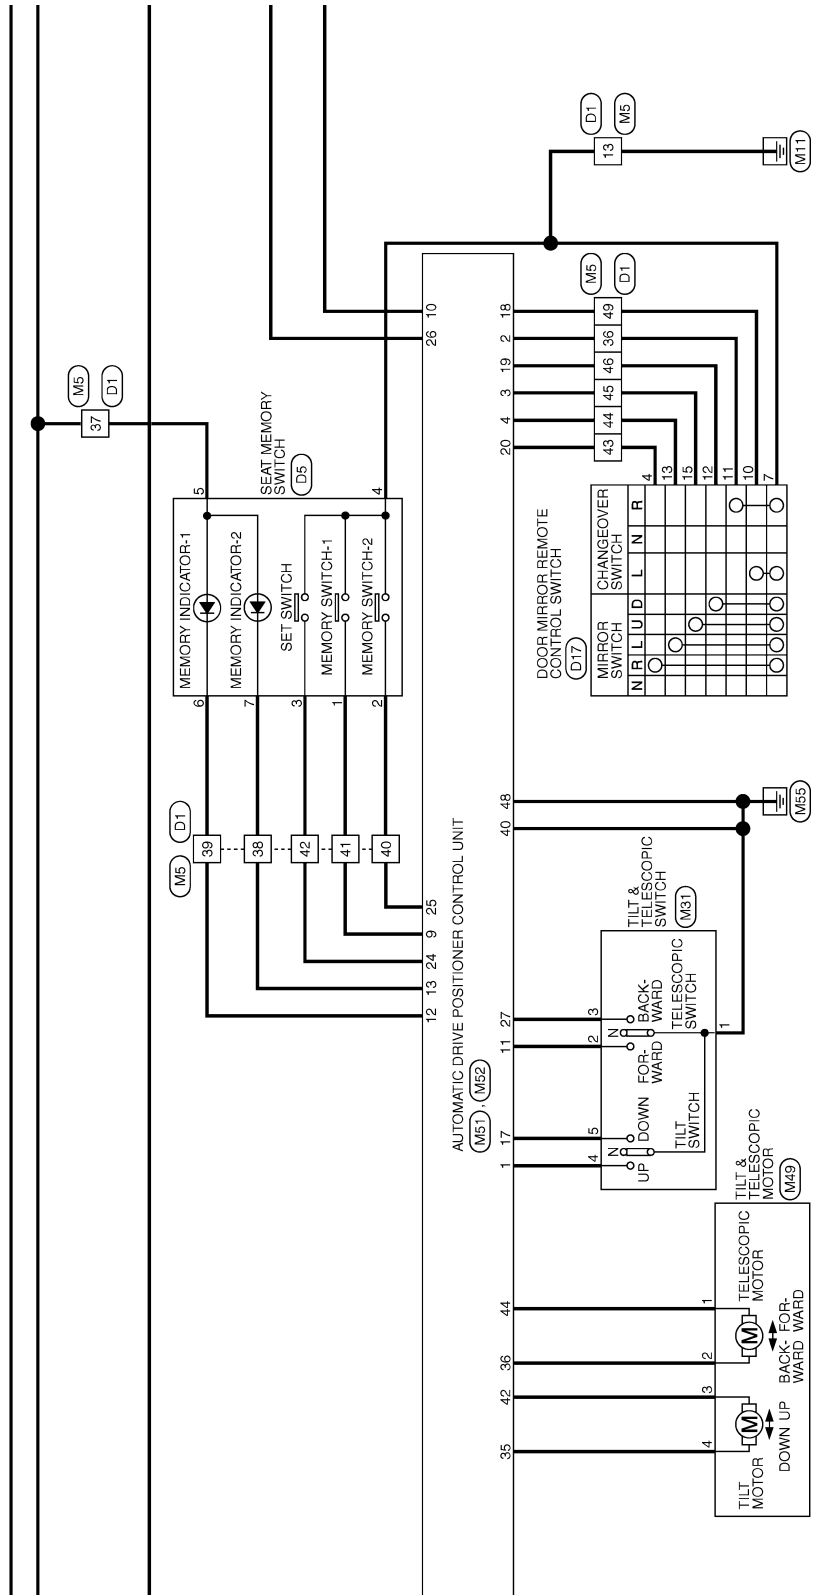 D1
M5
13
M11
M5
D1
10
26
18
2
19
3
4
20
49
36
46
45
44
43
M5
D1
37
SEAT MEMORY
SWITCH
D5
5
4
MEMORY INDICATOR-1
MEMORY INDICATOR-2
SET SWITCH
MEMORY SWITCH-1
MEMORY SWITCH-2
6
7
3
1
2
D1
M5
39
38
42
41
40
25
9
24
13
12
DOOR MIRROR REMOTE
CONTROL SWITCH
D17
4
13
15
12
11
10
7
CHANGEOVER
SWITCH
L N R
MIRROR
SWITCH
N R L U D
AUTOMATIC DRIVE POSITIONER CONTROL UNIT
M51 , M52
48
40
27
11
17
1
44
36
42
35
M55
TILT &
TELESCOPIC
SWITCH
M31
3
2
5
4
1
N
BACK-
WARD
FOR-
WARD
TELESCOPIC
SWITCH
N
DOWN
UP
TILT
SWITCH
TILT &
TELESCOPIC
MOTOR
M49
1
2
3
4
TELESCOPIC
MOTOR
M
BACK- FOR-
WARD WARD
M
DOWN UP
TILT
MOTOR